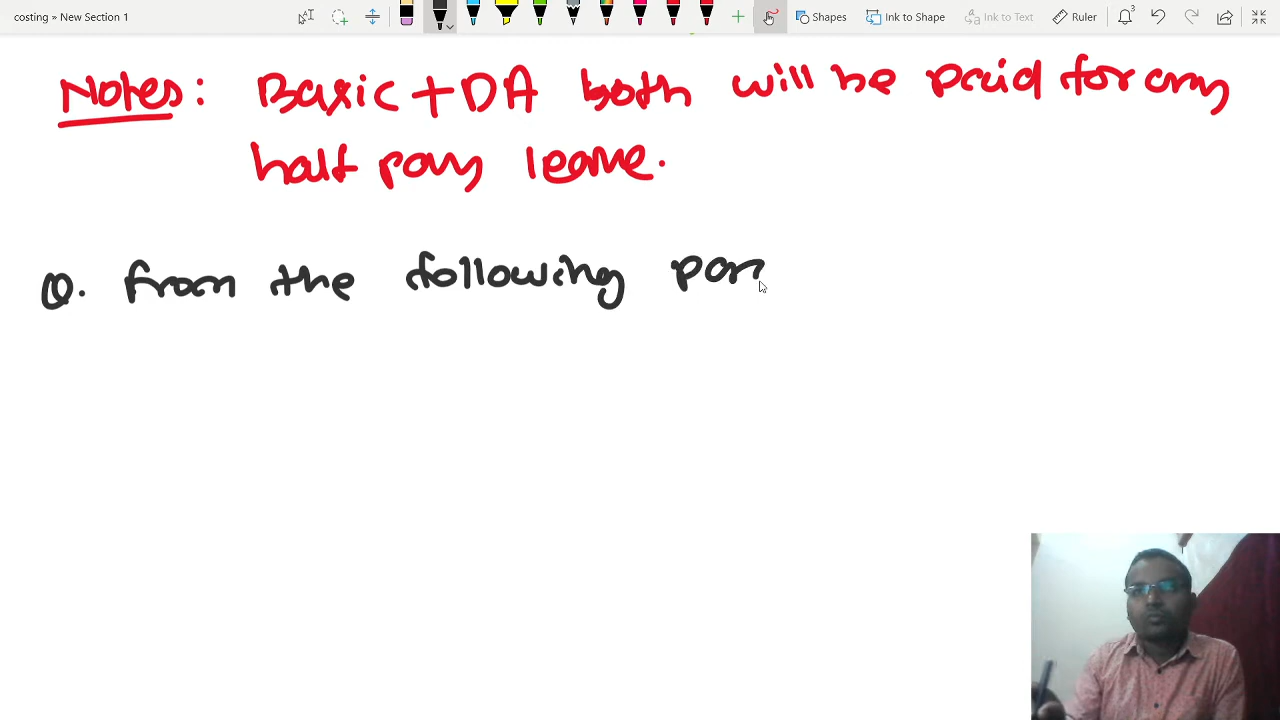 costing » New Section 1
Shapes Ink to Shape Ink to Text Ruler 3
Notes: Basic + DA both will be paid for any
half pay leave.
Q. from the following par